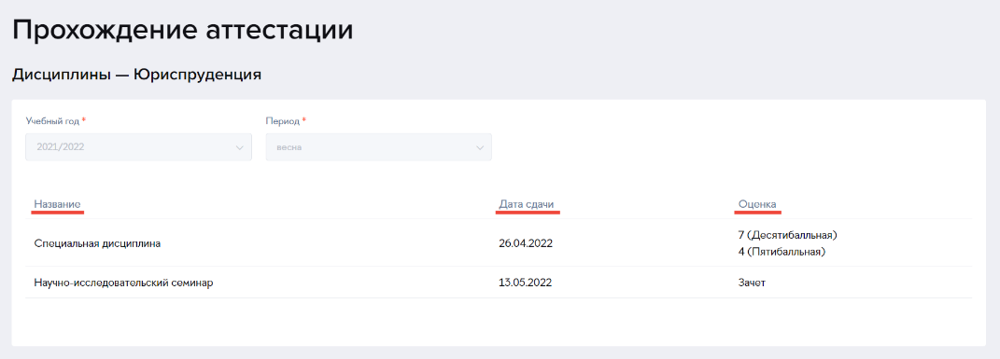 Прохождение аттестации
Дисциплины — Юриспруденция
Учебный год * Период *
2021/2022 весна
Название Дата сдачи Оценка
Специальная дисциплина 26.04.2022 7 (Десятибалльная)
4 (Пятибалльная)
Научно-исследовательский семинар 13.05.2022 Зачет